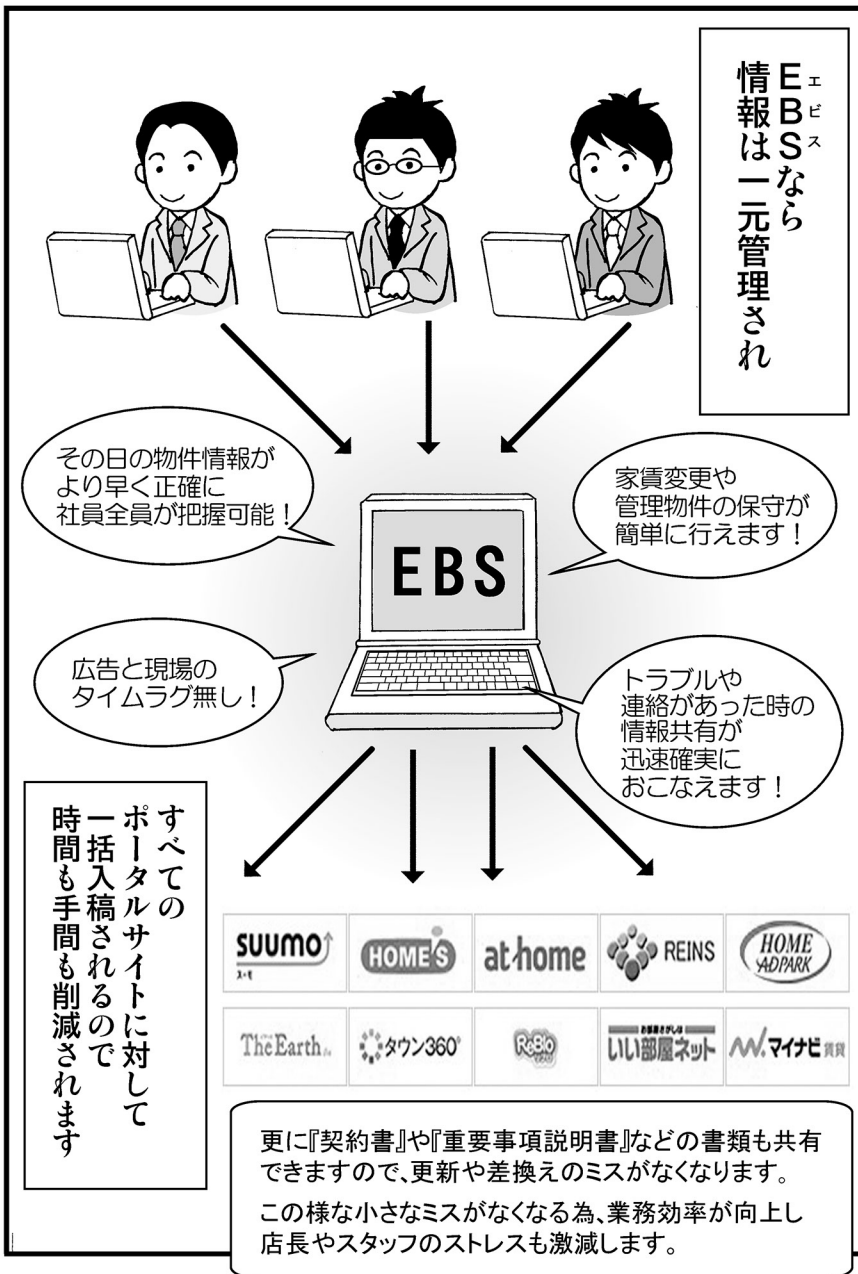 EBSなら
エビス
情報は一元管理され
その日の物件情報が
より早く正確に
社員全員が把握可能！
家賃変更や
管理物件の保守が
簡単に行えます！
EBS
広告と現場の
タイムラグ無し！
トラブルや
連絡があった時の
情報共有が
迅速確実に
おこなえます！
すべての
ポータルサイトに対して
一括入稿されるので
時間も手間も削減されます
SUUMO
スーモ
HOME'S
at home
REINS
HOME
ADPARK
The Earth
タウン360°
ReBlo
お部屋さがしは
いい部屋ネット
マイナビ 賃貸
更に『契約書』や『重要事項説明書』などの書類も共有
できますので、更新や差換えのミスがなくなります。
この様な小さなミスがなくなる為、業務効率が向上し
店長やスタッフのストレスも激減します。